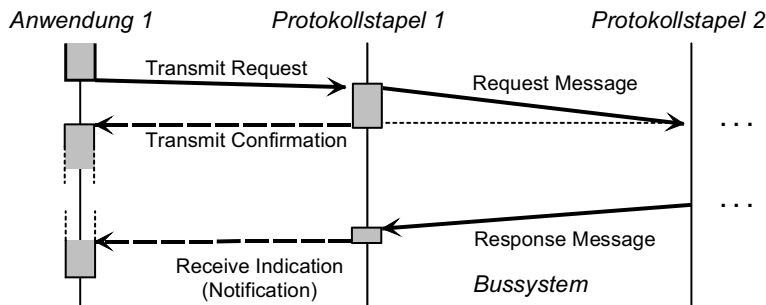 Anwendung 1 Protokollstapel 1 Protokollstapel 2
Transmit Request
Request Message
Transmit Confirmation
. . .
. . .
Response Message
Receive Indication
(Notification)
Bussystem